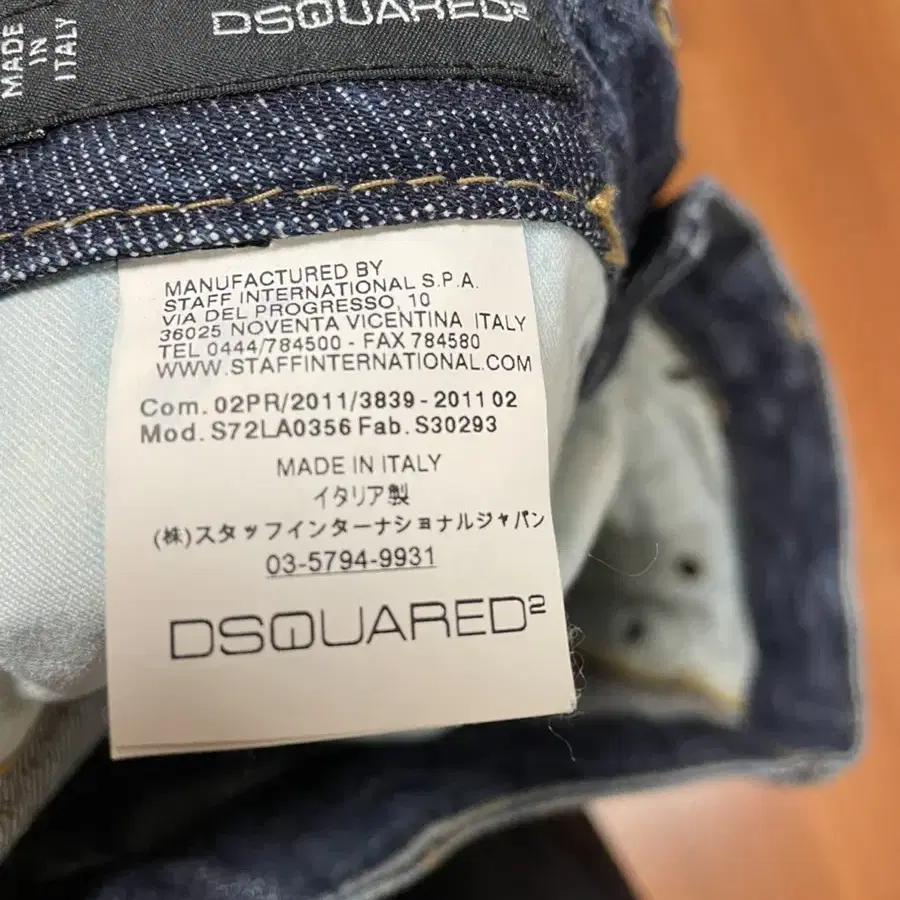 MADE
IN
ITALY
DSQUARED²
MANUFACTURED BY
STAFF INTERNATIONAL S.P.A.
VIA DEL PROGRESSO, 10
36025 NOVENTA VICENTINA ITALY
TEL 0444/784500 - FAX 784580
WWW.STAFFINTERNATIONAL.COM
Com. 02PR/2011/3839 - 2011 02
Mod. S72LA0356 Fab. S30293
MADE IN ITALY
イタリア製
(株)スタッフインターナショナルジャパン
03-5794-9931
DSQUARED²